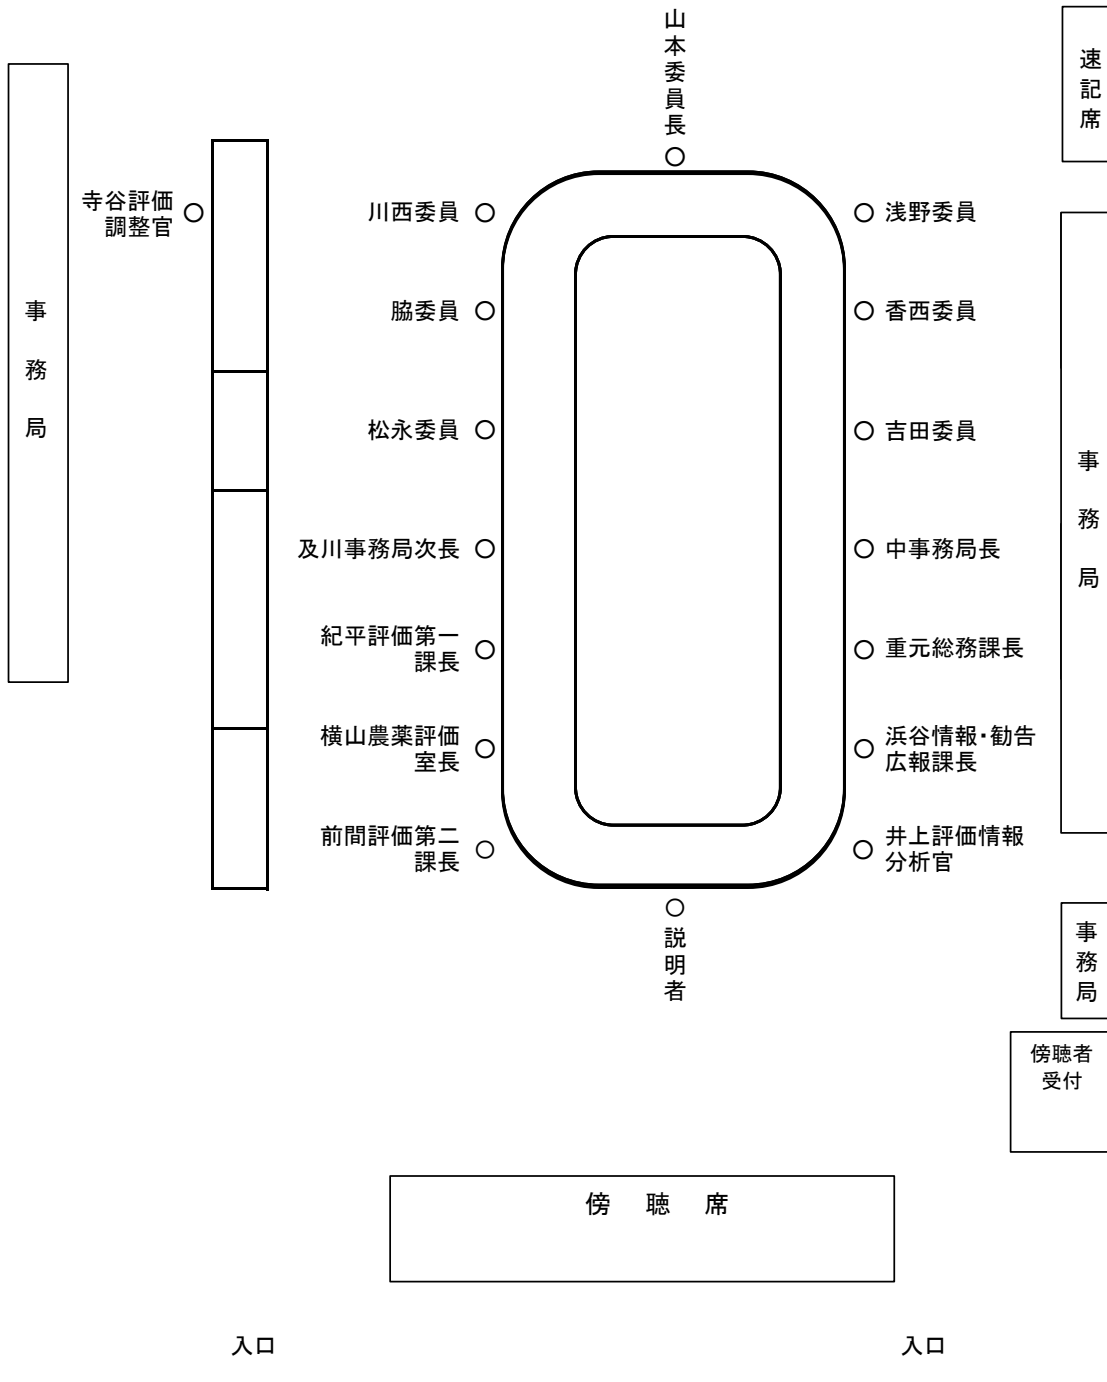 山本委員長
速記席
事務局
寺谷評価
調整官
川西委員
浅野委員
脇委員
香西委員
松永委員
吉田委員
事務局
及川事務局次長
中事務局長
紀平評価第一
課長
重元総務課長
横山農薬評価
室長
浜谷情報・勧告
広報課長
前間評価第二
課長
井上評価情報
分析官
説明者
事務局
傍聴者
受付
傍聴席
入口
入口